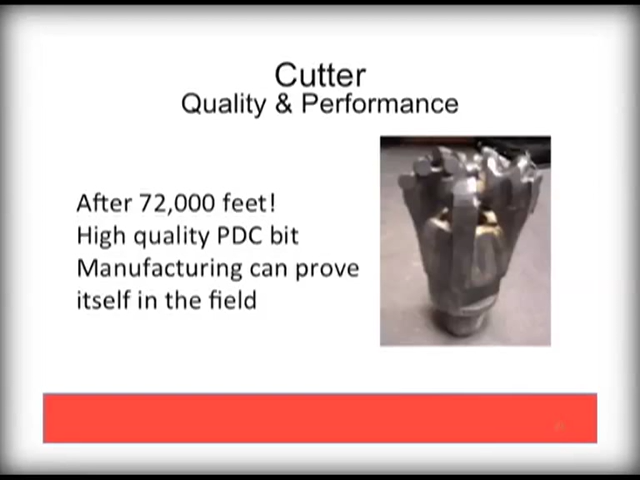 Cutter
Quality & Performance
After 72,000 feet!
High quality PDC bit
Manufacturing can prove
itself in the field